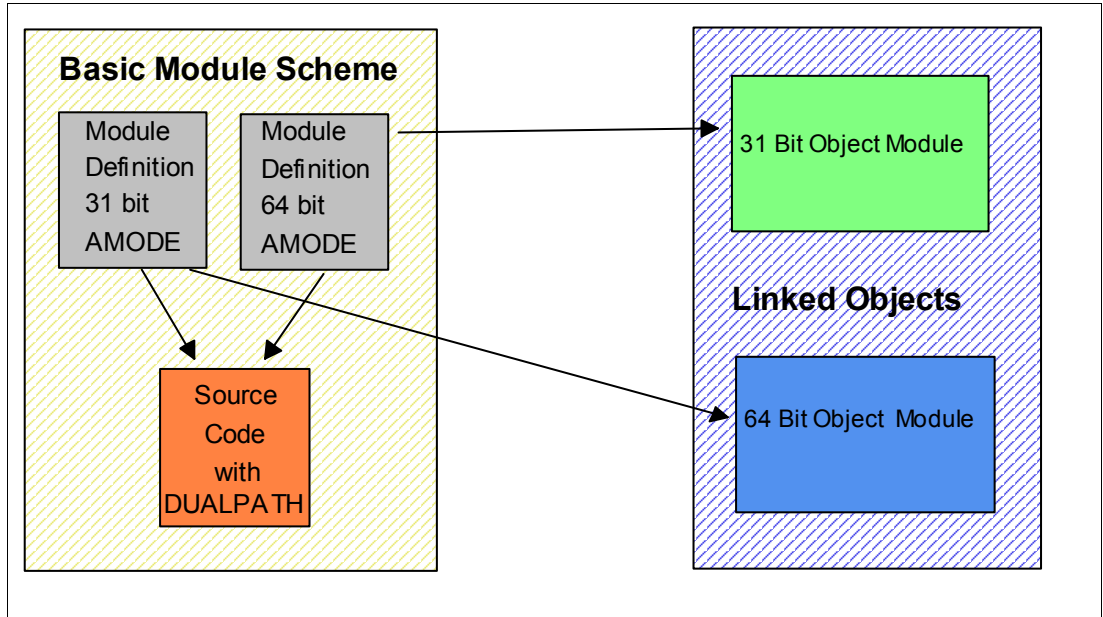 Basic Module Scheme
Module
Definition
31 bit
AMODE
Module
Definition
64 bit
AMODE
Source
Code
with
DUALPATH
31 Bit Object Module
Linked Objects
64 Bit Object Module